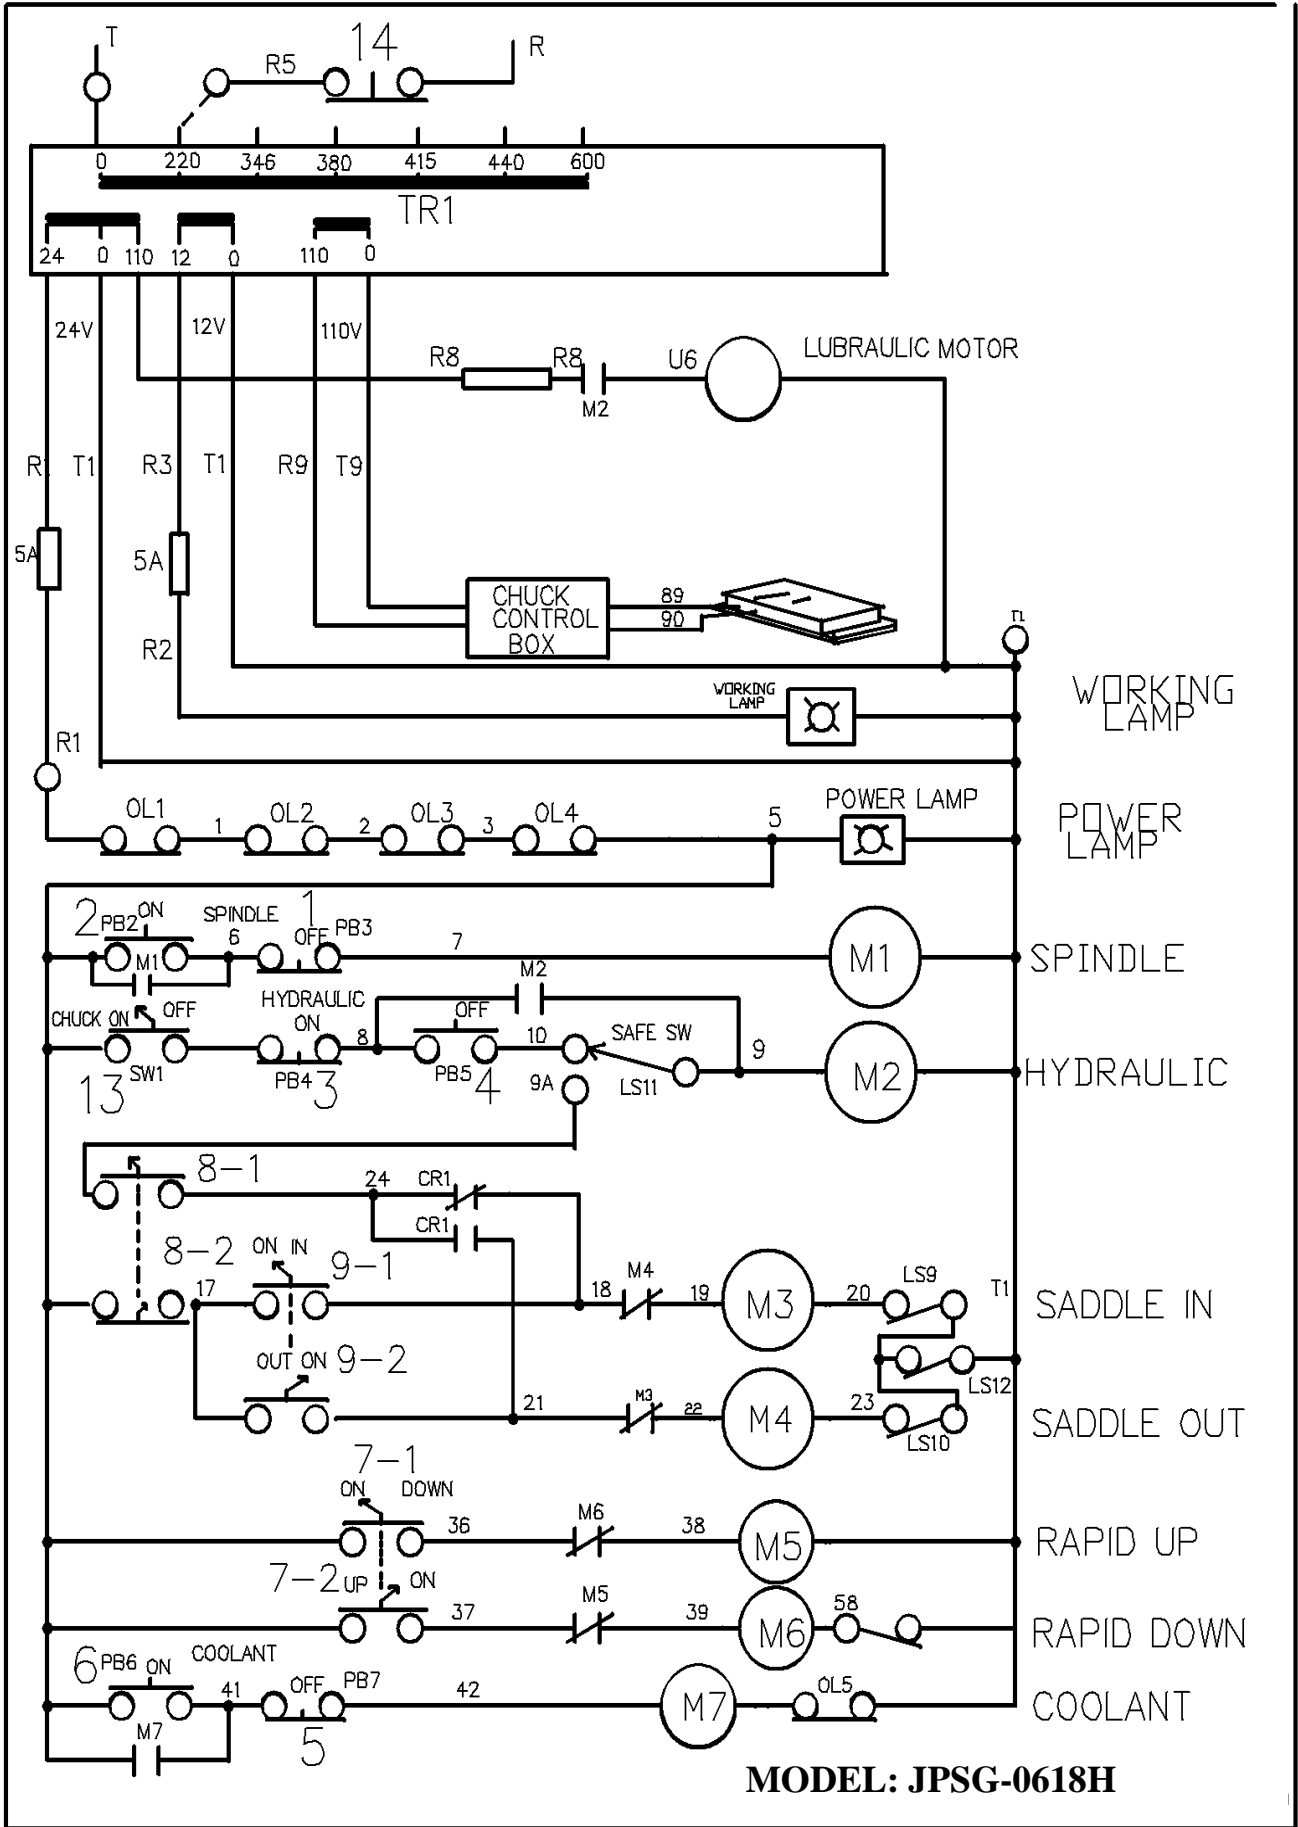 T
R5
14
R
0 220 346 380 415 440 600
TR1
24 0 110 12 0 110 0
24V 12V 110V
R8 R8 U6 LUBRAULIC MOTOR
M2
R1 T1 R3 T1 R9 T9
5A 5A
CHUCK
CONTROL
BOX
89
90
T1
R2
WORKING
LAMP
WORKING
LAMP
R1
OL1 1 OL2 2 OL3 3 OL4 5
POWER LAMP
POWER
LAMP
2 PB2 ON SPINDLE 6 1 OFF PB3 7
M1
M1 SPINDLE
CHUCK ON OFF
SW1
13
HYDRAULIC
ON
PB4 3
8
M2
OFF
PB5 4
10 SAFE SW
9A LS11
9
M2 HYDRAULIC
8-1
24 CR1
CR1
8-2
17 ON IN 9-1
18 M4 19 M3 20 LS9 T1 SADDLE IN
OUT ON 9-2
LS12
21 M3 22 M4 23 LS10 SADDLE OUT
7-1
ON DOWN
36 M6 38 M5 RAPID UP
7-2 UP ON
37 M5 39 M6 58 RAPID DOWN
6 PB6 ON COOLANT
41 OFF PB7 42 M7 OL5 COOLANT
M7
5
MODEL: JPSG-0618H